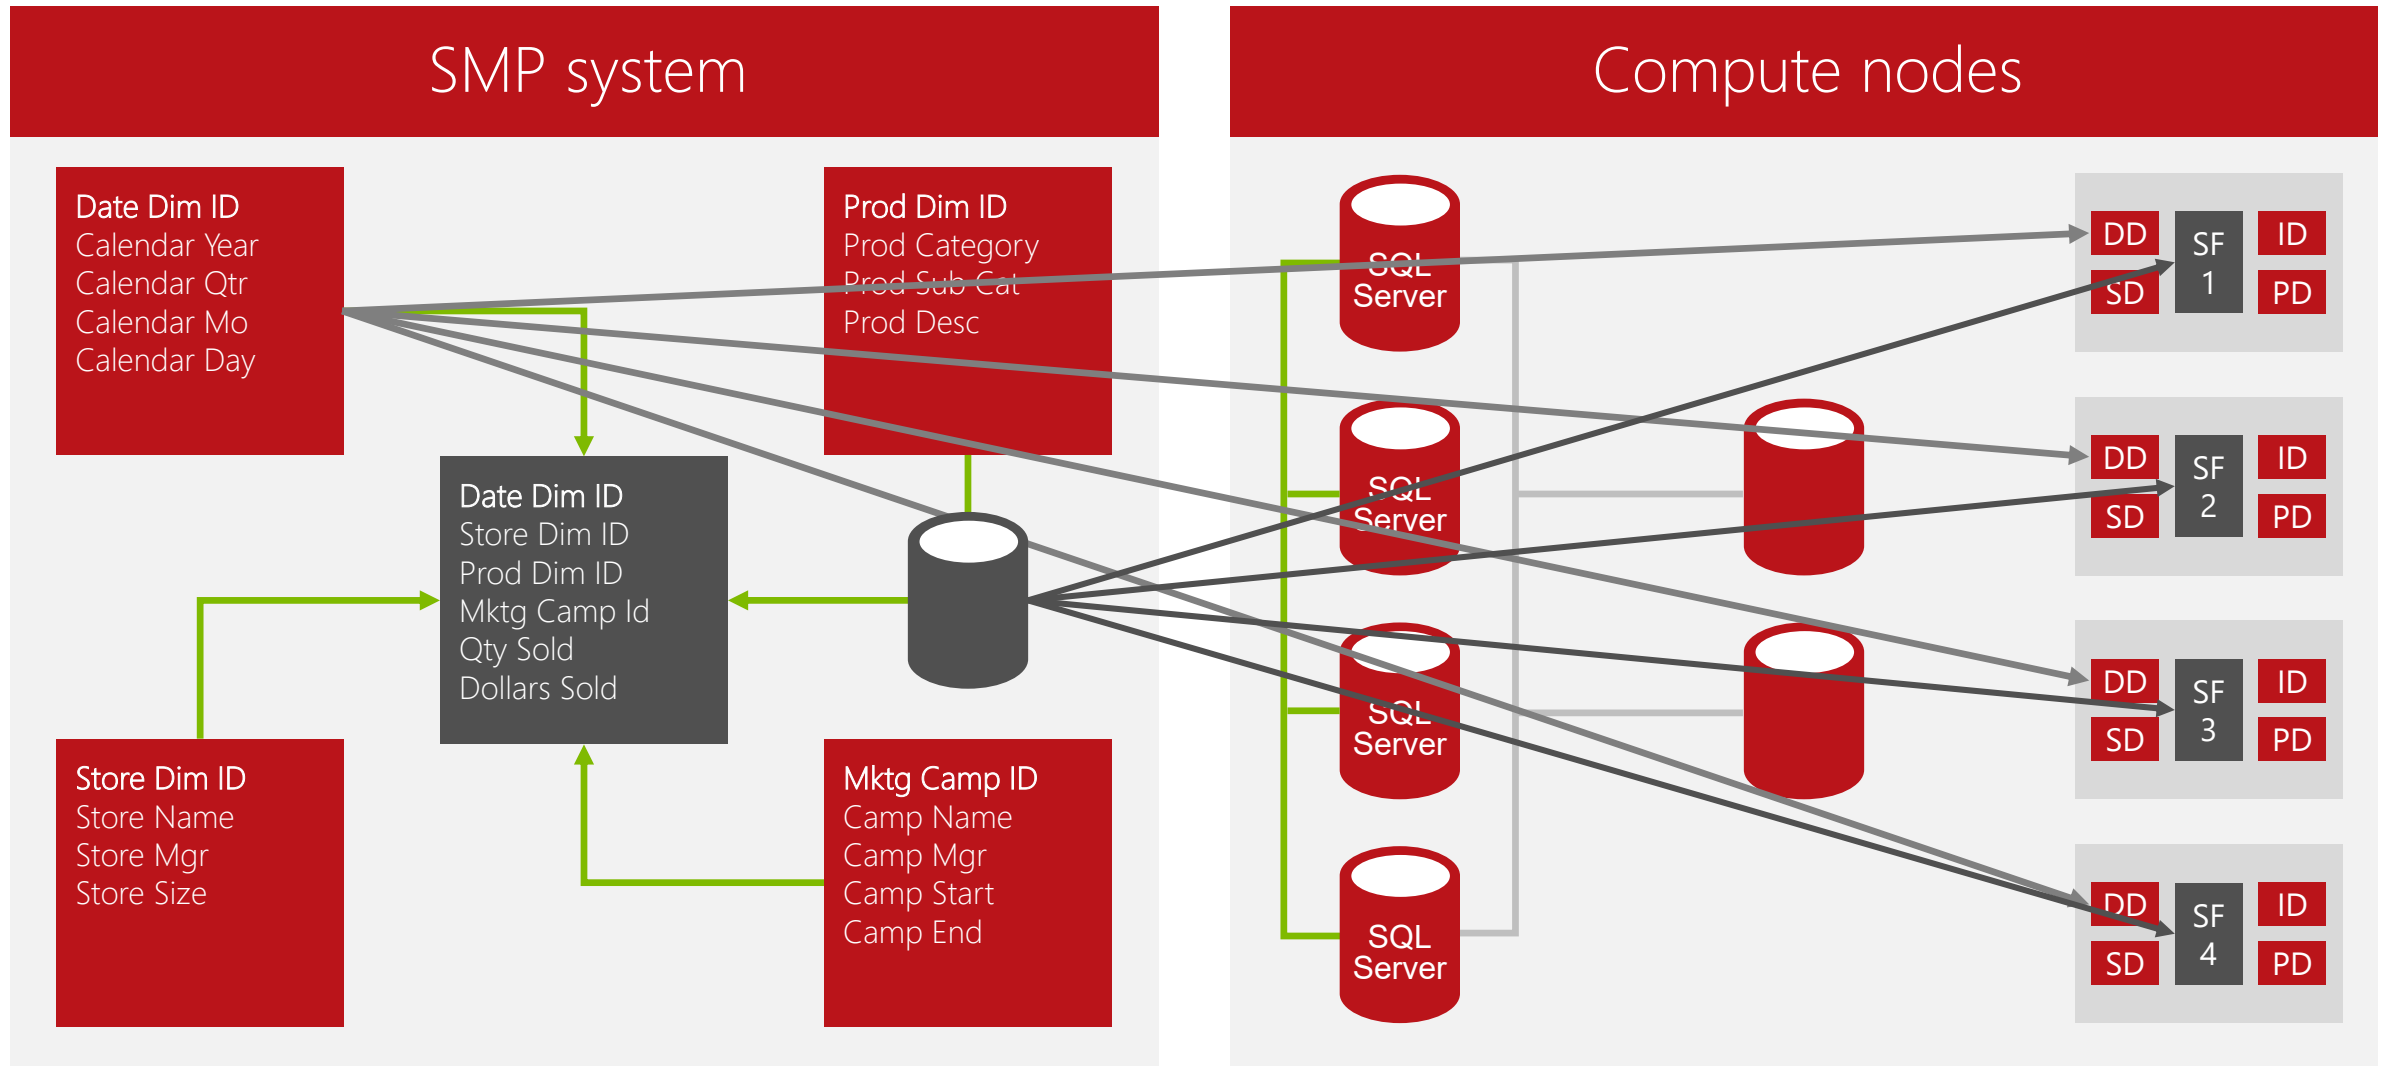 SMP system
Date Dim ID
Calendar Year
Calendar Qtr
Calendar Mo
Calendar Day
Prod Dim ID
Prod Category
Prod Sub Cat
Prod Desc
Date Dim ID
Store Dim ID
Prod Dim ID
Mktg Camp Id
Qty Sold
Dollars Sold
Store Dim ID
Store Name
Store Mgr
Store Size
Mktg Camp ID
Camp Name
Camp Mgr
Camp Start
Camp End
Compute nodes
SQL
Server
SQL
Server
SQL
Server
SQL
Server
DD
SD
SF
1
ID
PD
DD
SD
SF
2
ID
PD
DD
SD
SF
3
ID
PD
DD
SD
SF
4
ID
PD